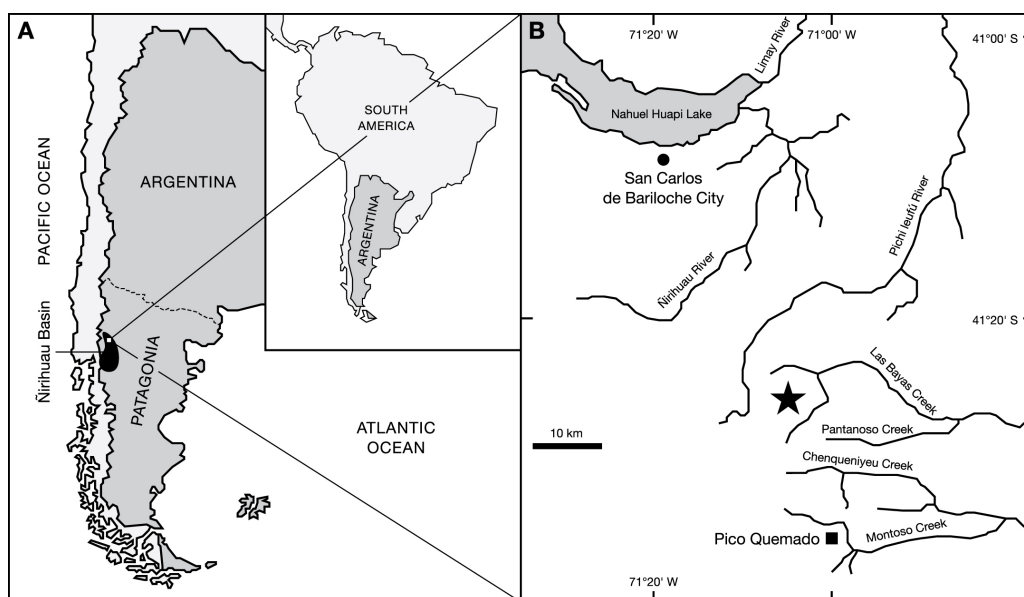 A
PACIFIC OCEAN
ARGENTINA
Ñirihuau Basin
PATAGONIA
SOUTH
AMERICA
ARGENTINA
ATLANTIC
OCEAN
B
71°20' W
71°00' W
41°00' S
Limay River
Nahuel Huapi Lake
San Carlos
de Bariloche City
Pichi leufú River
Ñirihuau River
41°20' S
Las Bayas Creek
10 km
Pantanoso Creek
Chenqueniyeu Creek
Montoso Creek
Pico Quemado
71°20' W